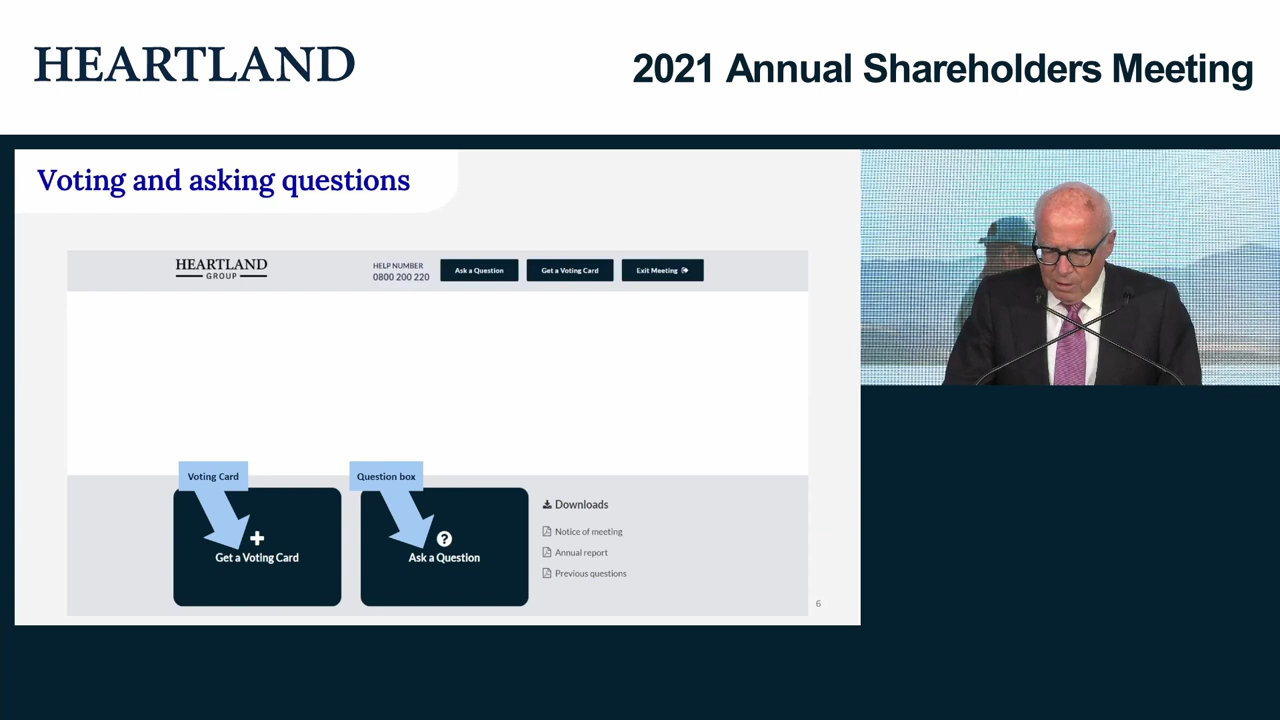 HEARTLAND
2021 Annual Shareholders Meeting
Voting and asking questions
HEARTLAND
GROUP
HELP NUMBER
0800 200 220
Ask a Question
Get a Voting Card
Exit Meeting
Voting Card
Question box
Get a Voting Card
Ask a Question
Downloads
Notice of meeting
Annual report
Previous questions
6